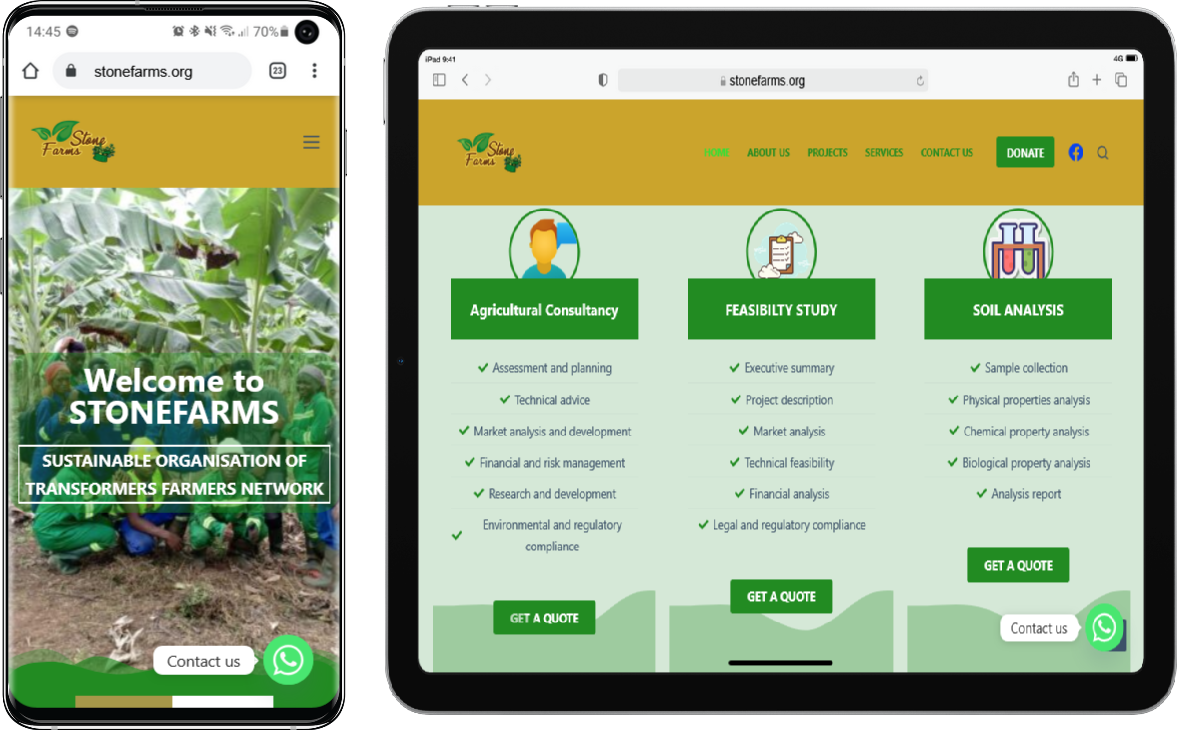 14:45
70%
stonefarms.org
23
Stone
Farms
Welcome to
STONEFARMS
SUSTAINABLE ORGANISATION OF
TRANSFORMERS FARMERS NETWORK
Contact us
iPad 9:41
4G
stonefarms.org
Stone
Farms
HOME
ABOUT US
PROJECTS
SERVICES
CONTACT US
DONATE
Agricultural Consultancy
Assessment and planning
Technical advice
Market analysis and development
Financial and risk management
Research and development
Environmental and regulatory
compliance
GET A QUOTE
FEASIBILTY STUDY
Executive summary
Project description
Market analysis
Technical feasibility
Financial analysis
Legal and regulatory compliance
GET A QUOTE
SOIL ANALYSIS
Sample collection
Physical properties analysis
Chemical property analysis
Biological property analysis
Analysis report
GET A QUOTE
Contact us